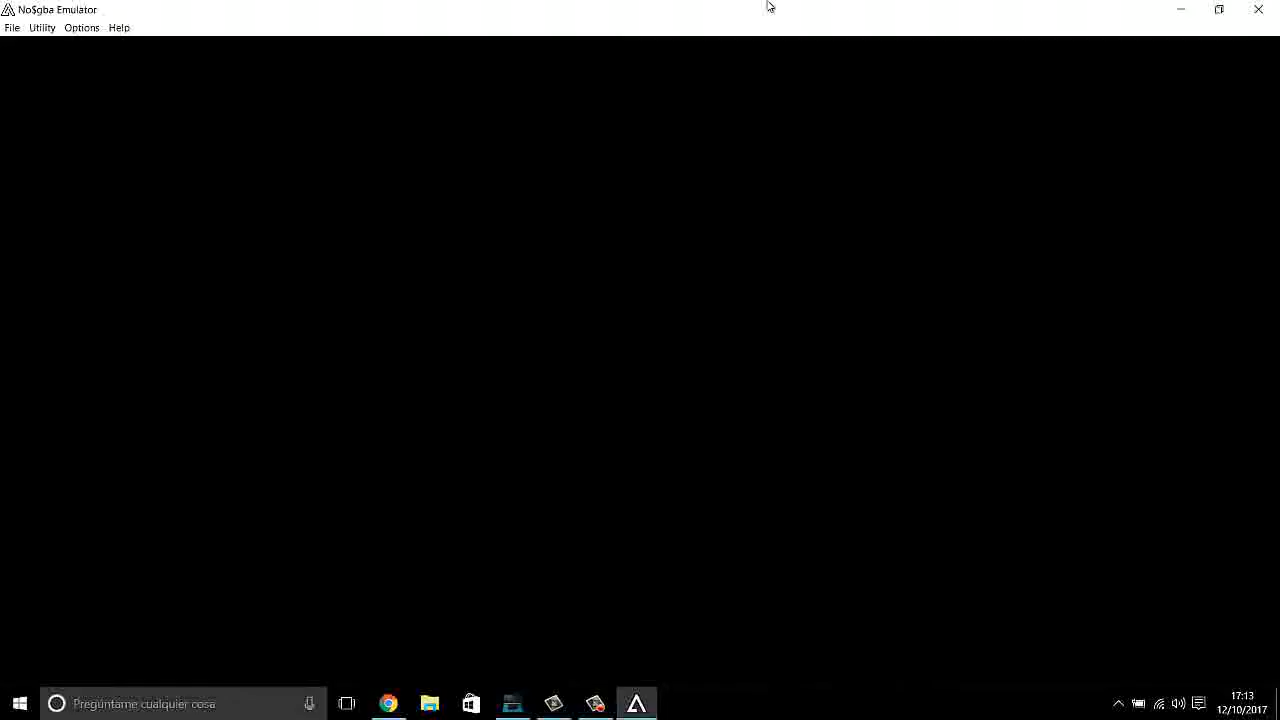 No$gba Emulator
File Utility Options Help
Pregúntame cualquier cosa
17:13
12/10/2017